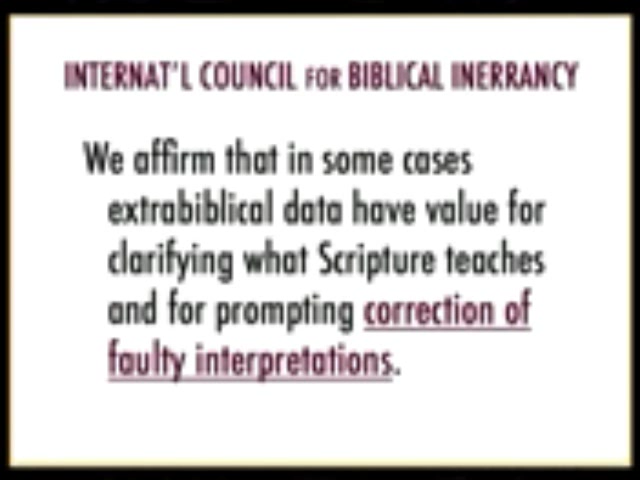 INTERNAT'L COUNCIL FOR BIBLICAL INERRANCY
We affirm that in some cases
extrabiblical data have value for
clarifying what Scripture teaches
and for prompting correction of
faulty interpretations.